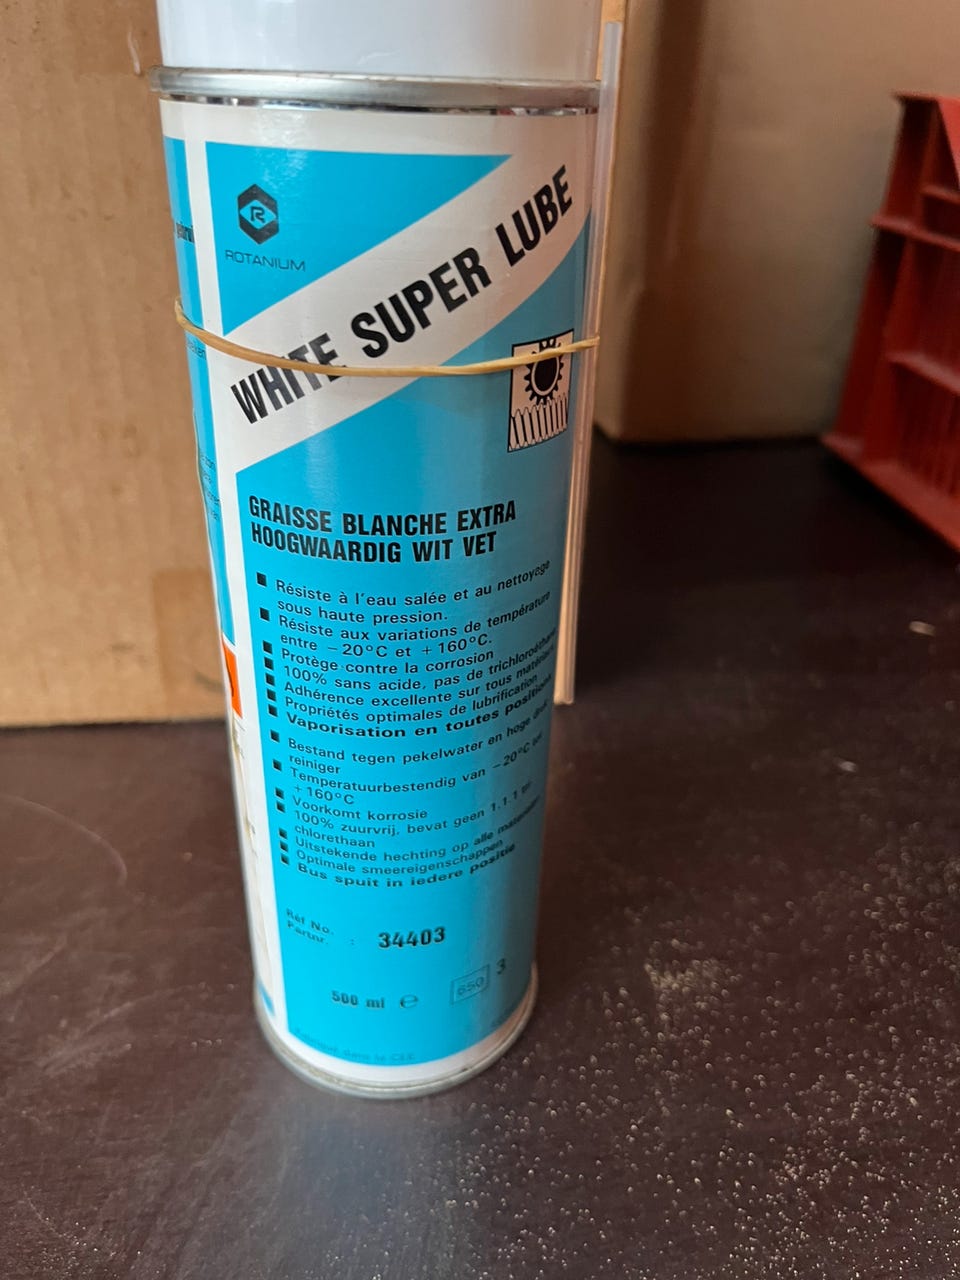 ROTANIUM
WHITE SUPER LUBE
GRAISSE BLANCHE EXTRA
HOOGWAARDIG WIT VET
Résiste à l'eau salée et au nettoyage
sous haute pression.
Résiste aux variations de température
entre −20°C et +160°C.
Protège contre la corrosion
100% sans acide, pas de trichloroéthane
Adhérence excellente sur tous matériaux
Propriétés optimales de lubrification
Vaporisation en toutes positions
Bestand tegen pekelwater en hoge druk
reiniger
Temperatuurbestendig van −20°C tot
+160°C
Voorkomt korrosie
100% zuurvrij, bevat geen 1.1.1 tri-
chlorethaan
Uitstekende hechting op alle materialen
Optimale smeereigenschappen
Bus spuit in iedere positie
Réf No.
Partnr. : 34403
500 ml e 650 3